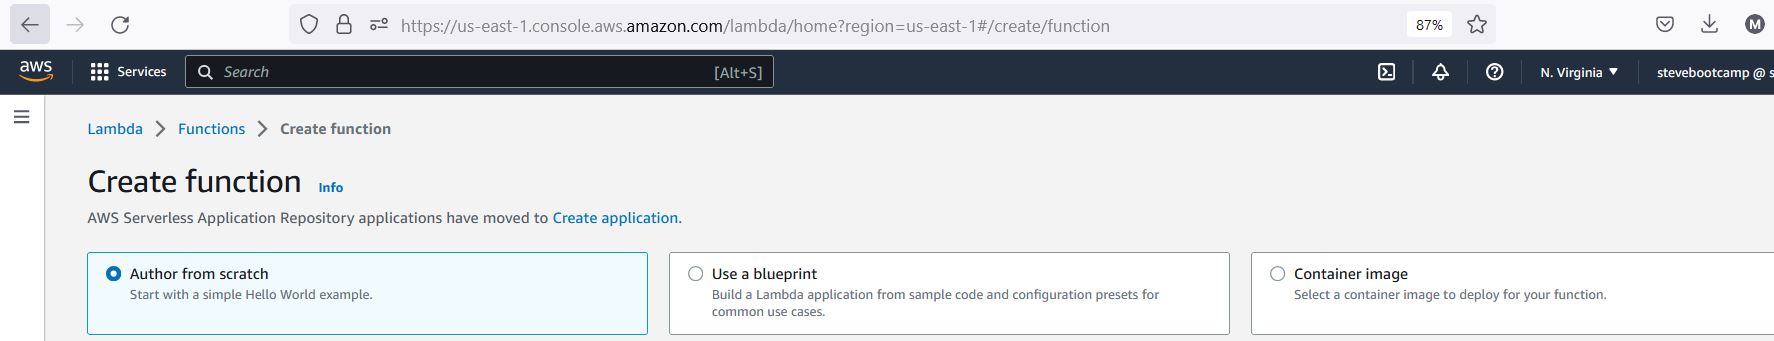 https://us-east-1.console.aws.amazon.com/lambda/home?region=us-east-1#/create/function 87% M
aws Services Search [Alt+S] N. Virginia ▼ stevebootcamp @ s
Lambda > Functions > Create function
Create function Info
AWS Serverless Application Repository applications have moved to Create application.
Author from scratch
Start with a simple Hello World example.
Use a blueprint
Build a Lambda application from sample code and configuration presets for
common use cases.
Container image
Select a container image to deploy for your function.